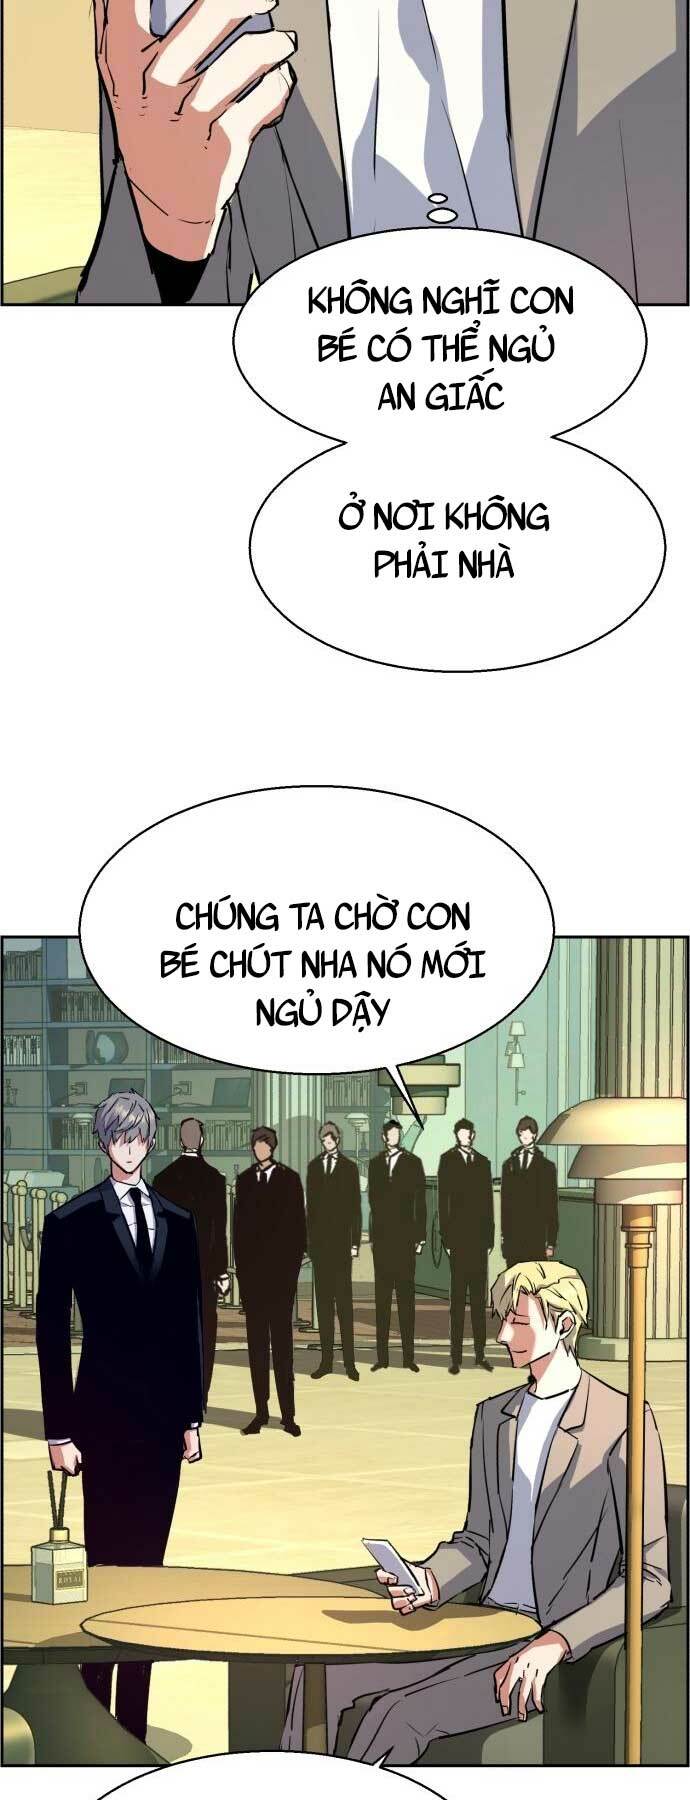 KHÔNG NGHĨ CON
BÉ CÓ THỂ NGỦ
AN GIẤC
Ở NƠI KHÔNG
PHẢI NHÀ
CHÚNG TA CHỜ CON
BÉ CHÚT NHA NÓ MỚI
NGỦ DẬY
ROYAL